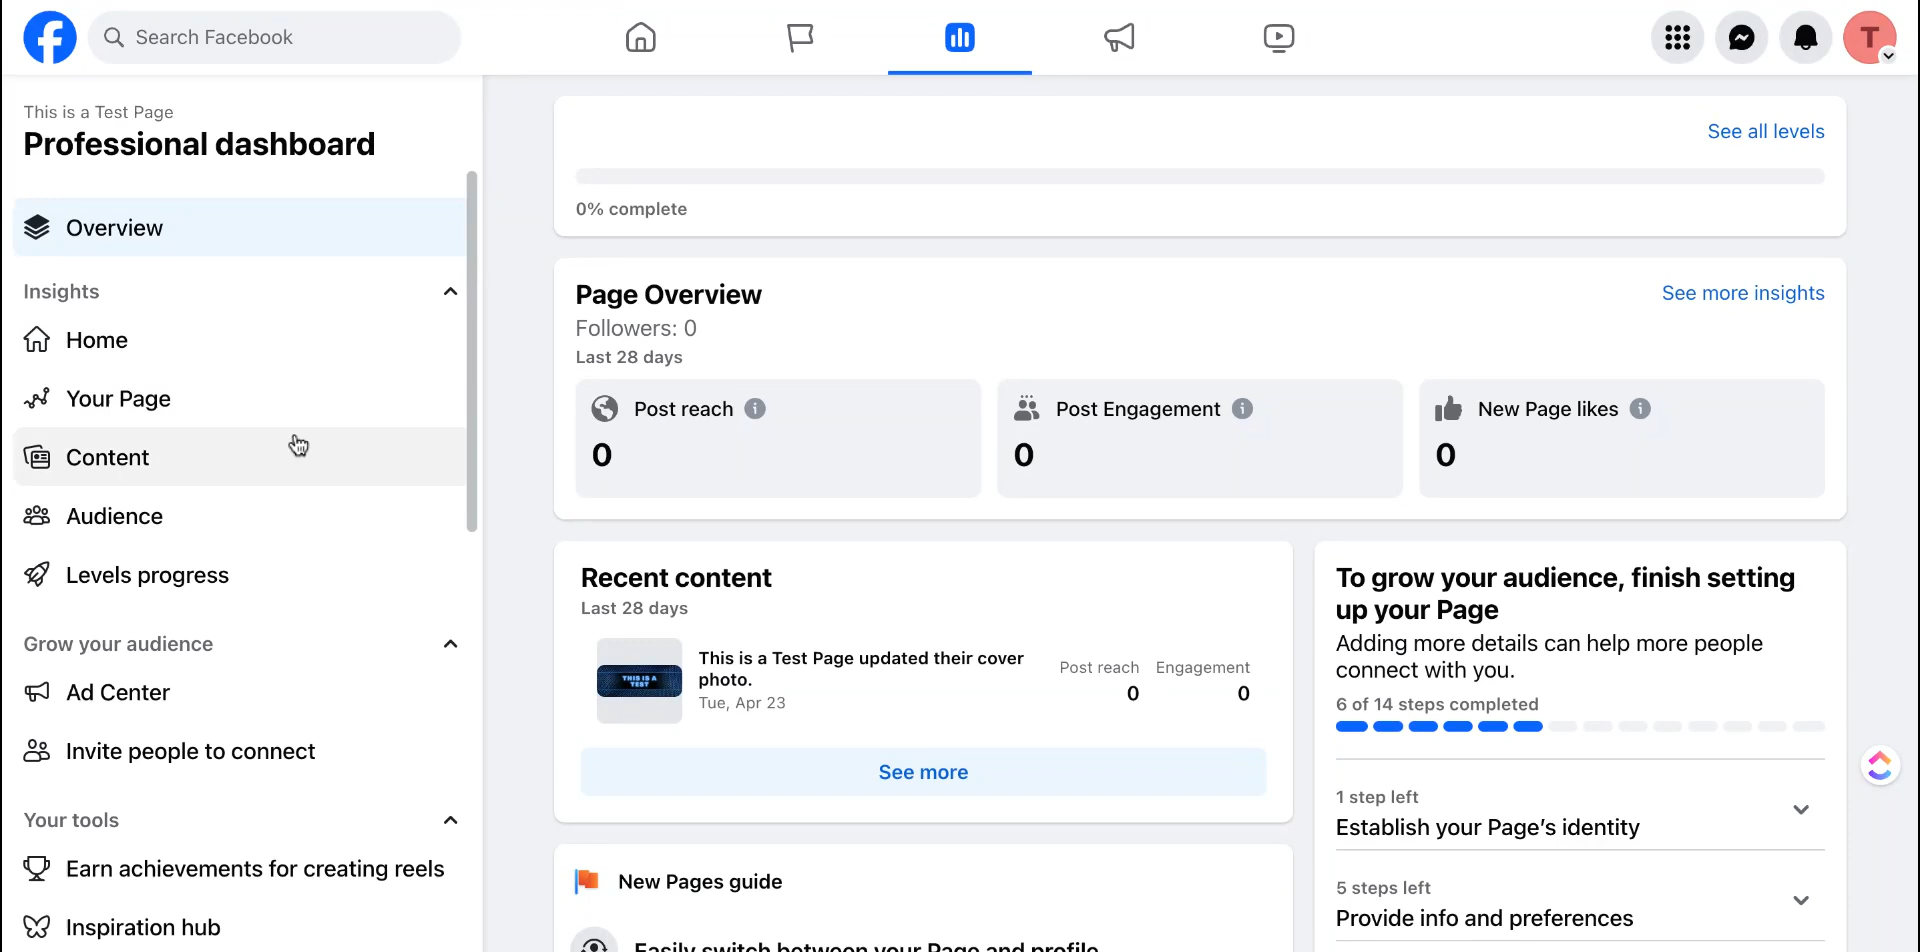 Search Facebook
T
This is a Test Page
Professional dashboard
Overview
Insights
Home
Your Page
Content
Audience
Levels progress
Grow your audience
Ad Center
Invite people to connect
Your tools
Earn achievements for creating reels
Inspiration hub
See all levels
0% complete
Page Overview
See more insights
Followers: 0
Last 28 days
Post reach
0
Post Engagement
0
New Page likes
0
Recent content
Last 28 days
THIS IS A
TEST
This is a Test Page updated their cover
photo.
Tue, Apr 23
Post reach
0
Engagement
0
See more
New Pages guide
Easily switch between your Page and profile
To grow your audience, finish setting
up your Page
Adding more details can help more people
connect with you.
6 of 14 steps completed
1 step left
Establish your Page's identity
5 steps left
Provide info and preferences